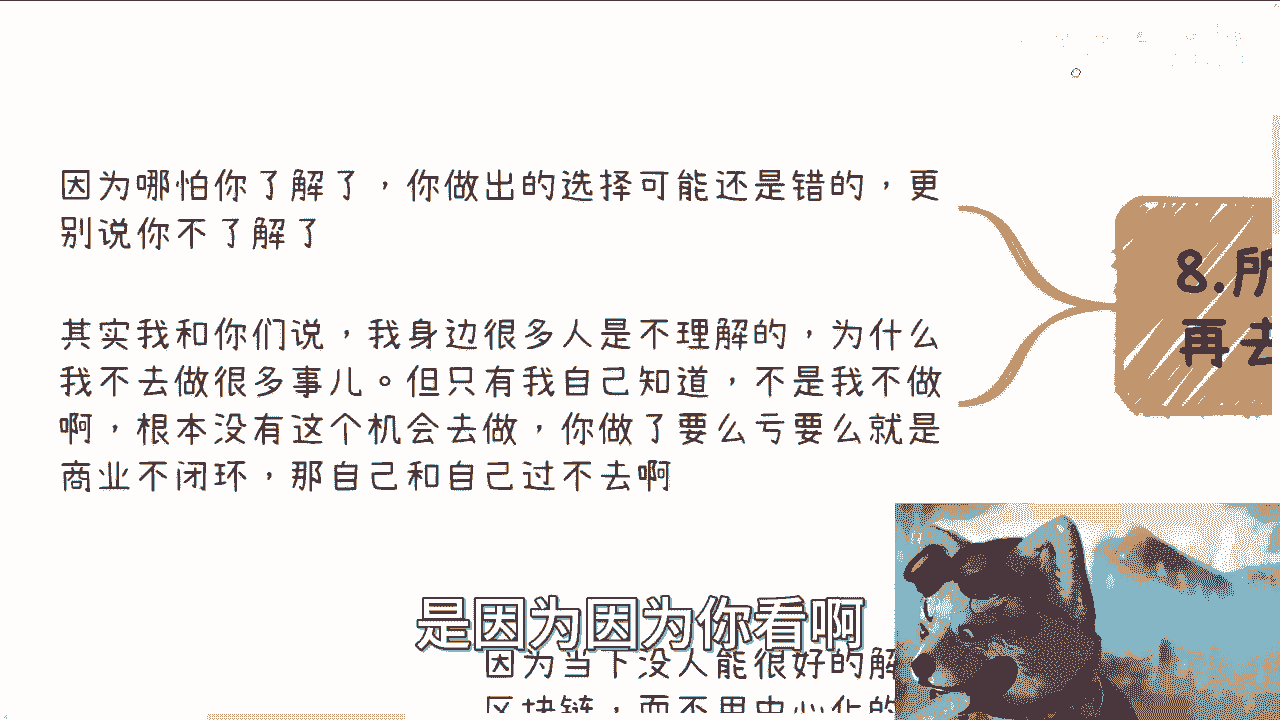 因为哪怕你了解了，你做出的选择可能还是错的，更
别说你不了解了
其实我和你们说，我身边很多人是不理解的，为什么
我不去做很多事儿。但只有我自己知道，不是我不做
啊，根本没有这个机会去做，你做了要么亏要么就是
商业不闭环，那自己和自己过不去啊
8.所
再去
是因为因为你看啊
因为当下没人能很好的解
区块链，而不用中心化的